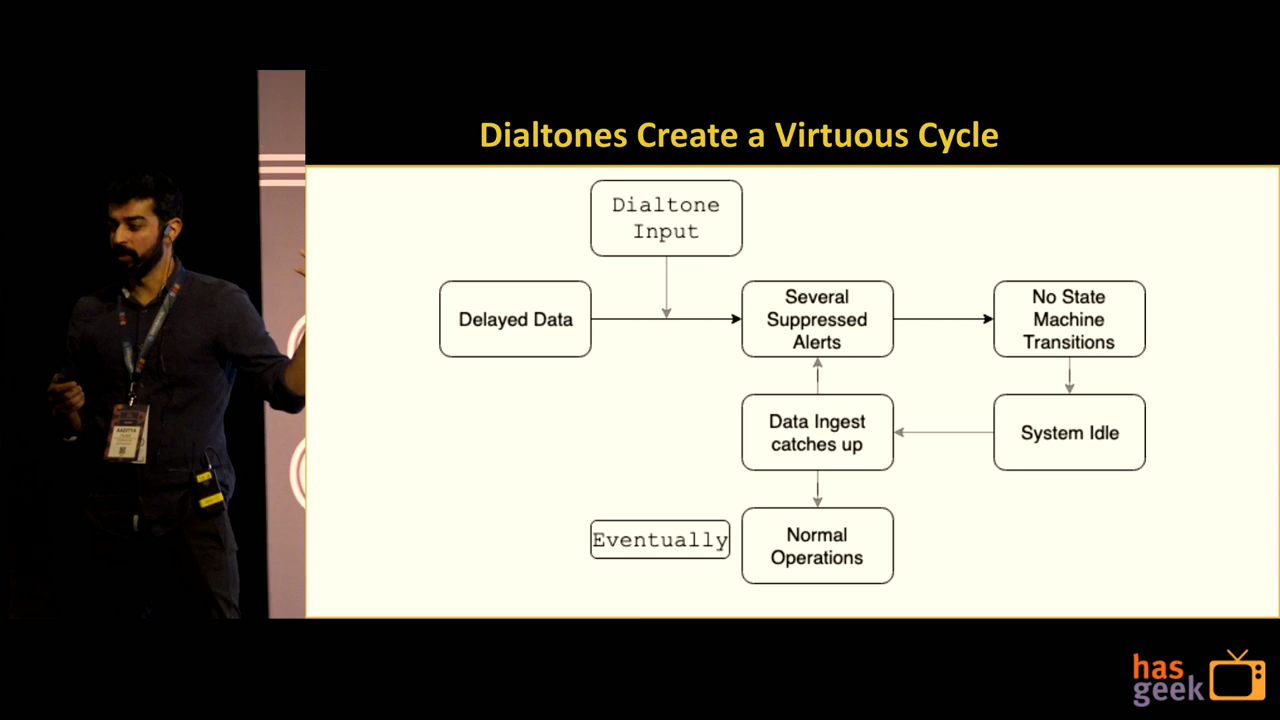 Dialtones Create a Virtuous Cycle
Dialtone
Input
Delayed Data
Several
Suppressed
Alerts
No State
Machine
Transitions
Data Ingest
catches up
System Idle
Eventually
Normal
Operations
AADITYA
has
geek